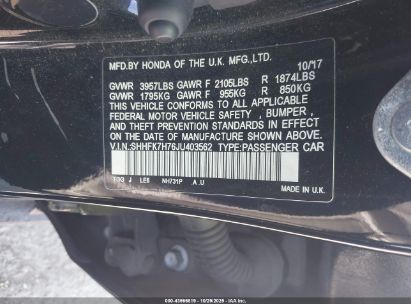 MFD.BY HONDA OF THE U.K. MFG.,LTD. 10/17
GVWR 3957LBS GAWR F 2105LBS R 1874LBS
GVWR 1795KG GAWR F 955KG R 850KG
THIS VEHICLE CONFORMS TO ALL APPLICABLE
FEDERAL MOTOR VEHICLE SAFETY, BUMPER,
AND THEFT PREVENTION STANDARDS IN EFFECT
ON THE DATE OF MANUFACTURE SHOWN ABOVE.
V.I.N.:SHHFK7H76JU403562 TYPE:PASSENGER CAR
J LE6 NH731P A U
MADE IN U.K.